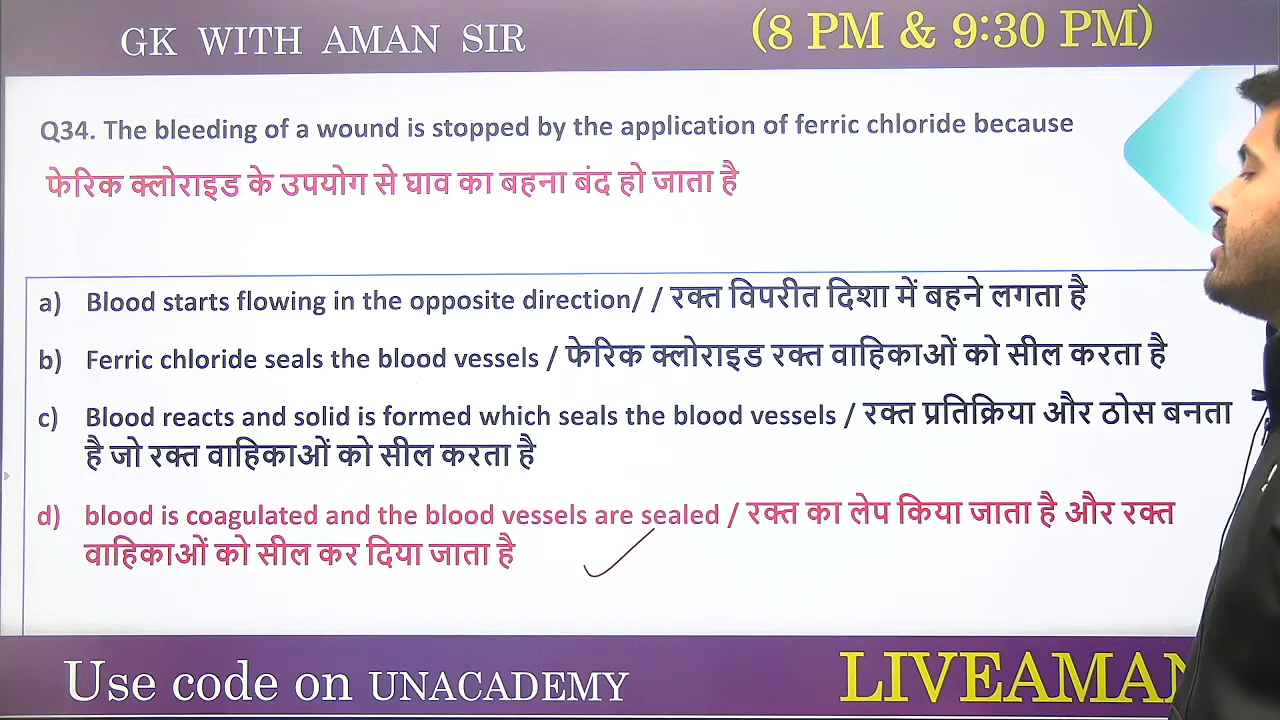 GK WITH AMAN SIR
(8 PM & 9:30 PM)
Q34. The bleeding of a wound is stopped by the application of ferric chloride because
फेरिक क्लोराइड के उपयोग से घाव का बहना बंद हो जाता है
a) Blood starts flowing in the opposite direction/ / रक्त विपरीत दिशा में बहने लगता है
b) Ferric chloride seals the blood vessels / फेरिक क्लोराइड रक्त वाहिकाओं को सील करता है
c) Blood reacts and solid is formed which seals the blood vessels / रक्त प्रतिक्रिया और ठोस बनता
है जो रक्त वाहिकाओं को सील करता है
d) blood is coagulated and the blood vessels are sealed / रक्त का लेप किया जाता है और रक्त
वाहिकाओं को सील कर दिया जाता है
Use code on UNACADEMY
LIVEAMAN